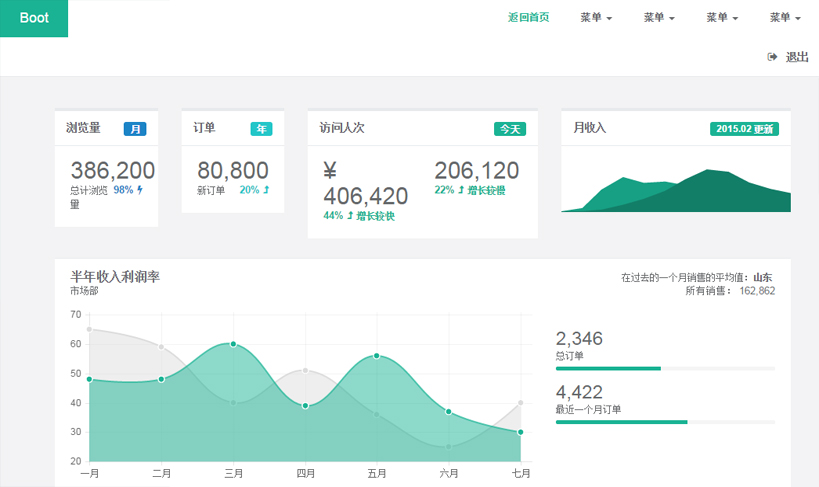 Boot
返回首页 菜单 菜单 菜单 菜单
退出
浏览量 月
386,200
总计浏览量 98%
订单 年
80,800
新订单 20%
访问人次 今天
¥
406,420
44% 增长较快
206,120
22% 增长较慢
月收入 2015.02 更新
半年收入利润率
市场部
在过去的一个月销售的平均值：山东
所有销售： 162,862
70
60
50
40
30
20
一月 二月 三月 四月 五月 六月 七月
2,346
总订单
4,422
最近一个月订单